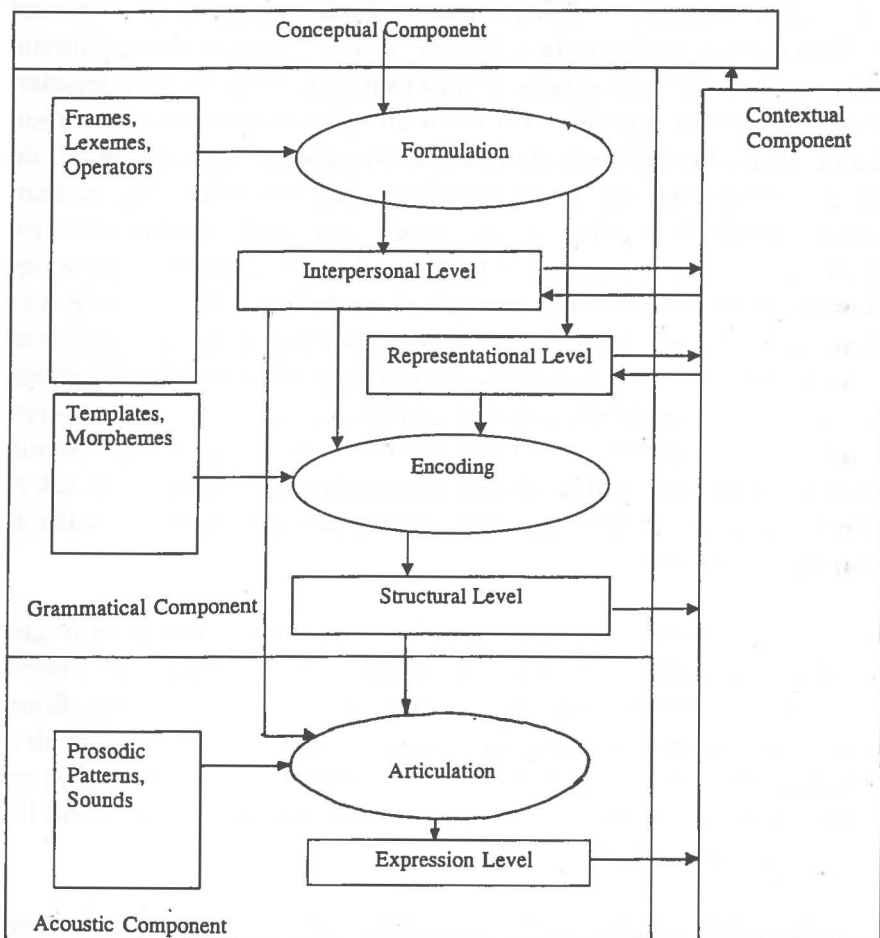 Conceptual Component
Contextual
Component
Frames,
Lexemes,
Operators
Formulation
Interpersonal Level
Representational Level
Templates,
Morphemes
Encoding
Structural Level
Grammatical Component
Prosodic
Patterns,
Sounds
Articulation
Expression Level
Acoustic Component